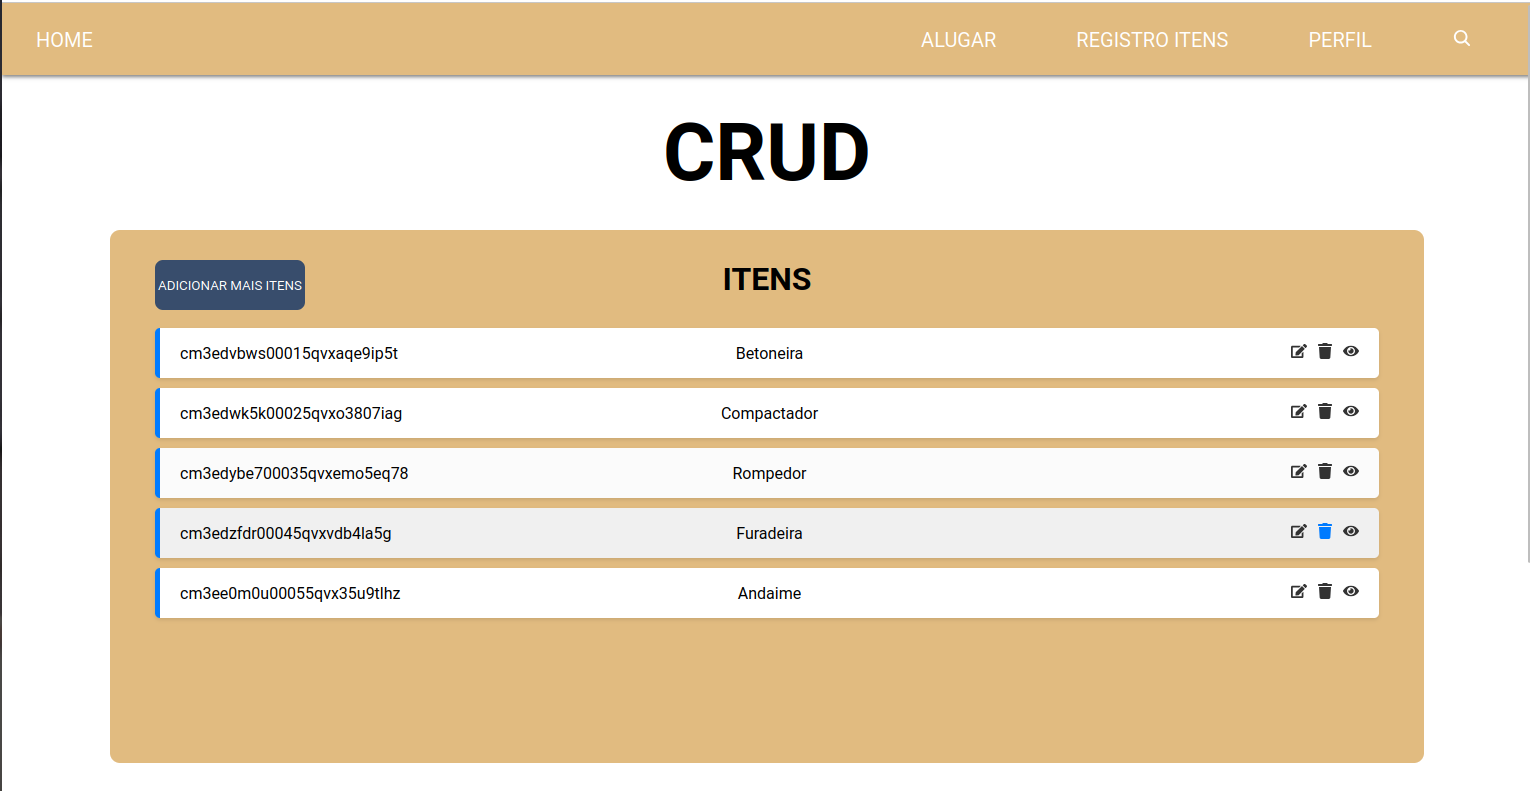 HOME ALUGAR REGISTRO ITENS PERFIL
CRUD
ADICIONAR MAIS ITENS
ITENS
cm3edvbws00015qvxaqe9ip5t Betoneira
cm3edwk5k00025qvxo3807iag Compactador
cm3edybe700035qvxemo5eq78 Rompedor
cm3edzfdr00045qvxvdb4la5g Furadeira
cm3ee0m0u00055qvx35u9tlhz Andaime